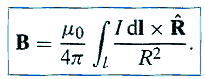 B = μ₀/4π ∫ₗ I dl × R̂ / R² .